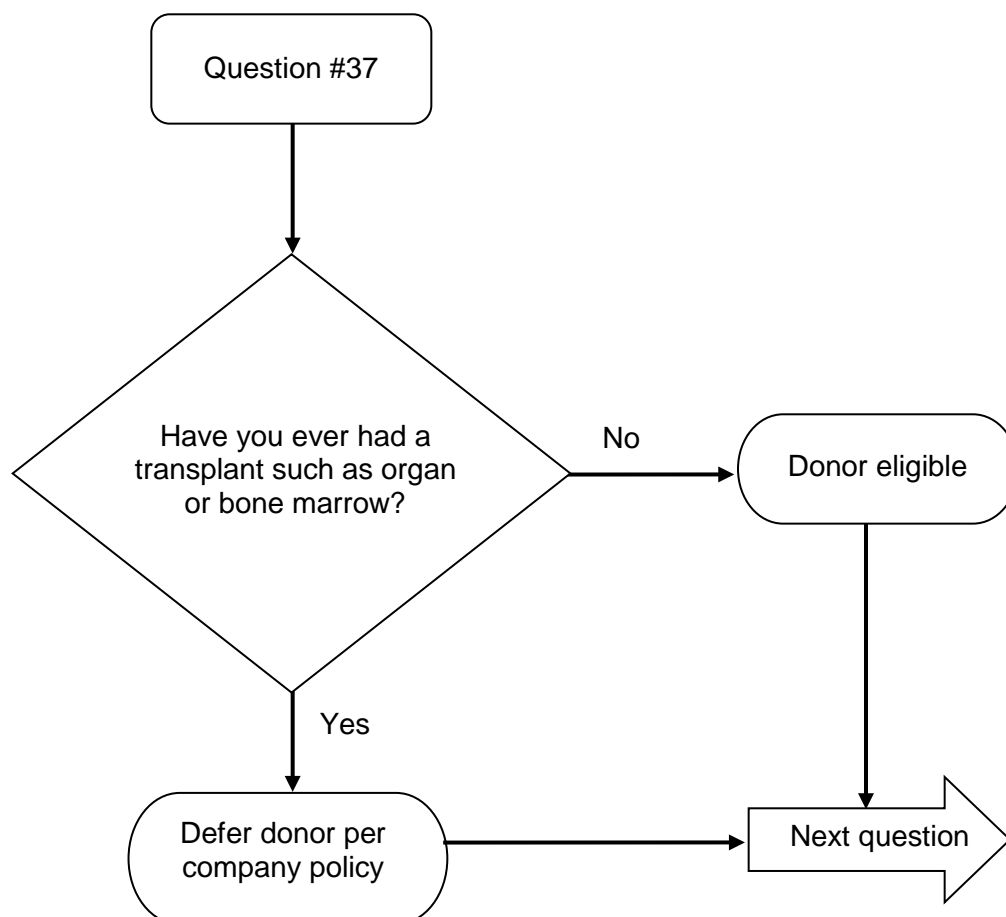 Question #37
Have you ever had a
transplant such as organ
or bone marrow?
No
Donor eligible
Yes
Defer donor per
company policy
Next question